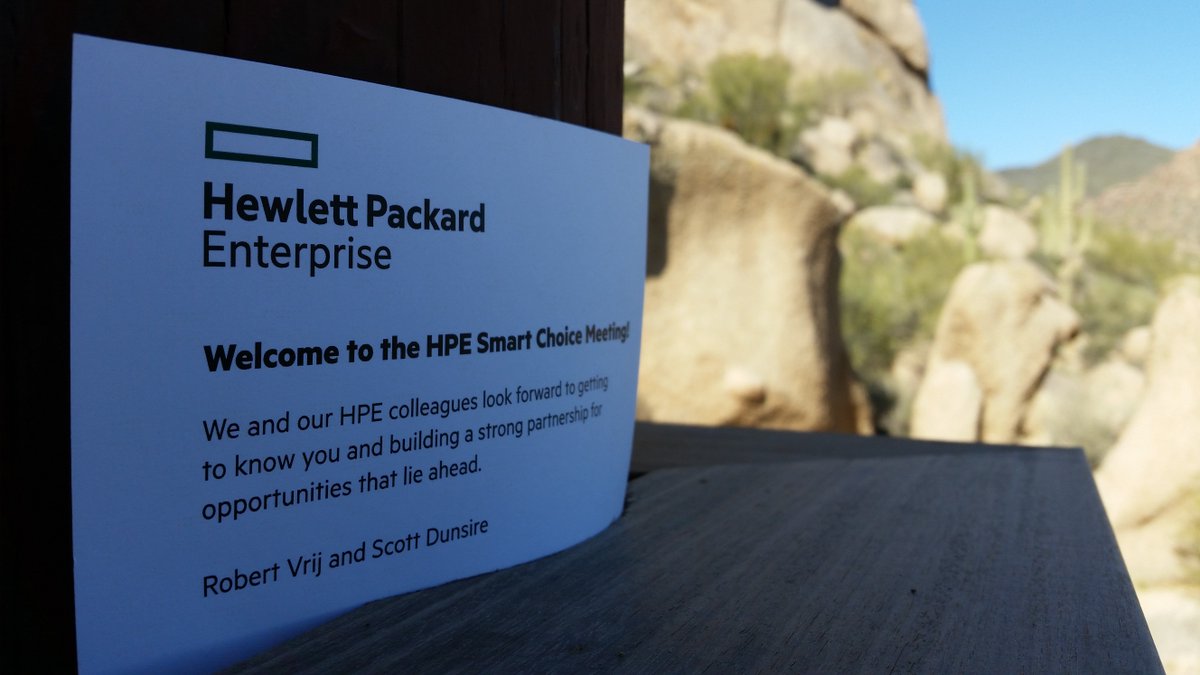 Hewlett Packard
Enterprise
Welcome to the HPE Smart Choice Meeting!
We and our HPE colleagues look forward to getting
to know you and building a strong partnership for
opportunities that lie ahead.
Robert Vrij and Scott Dunsire